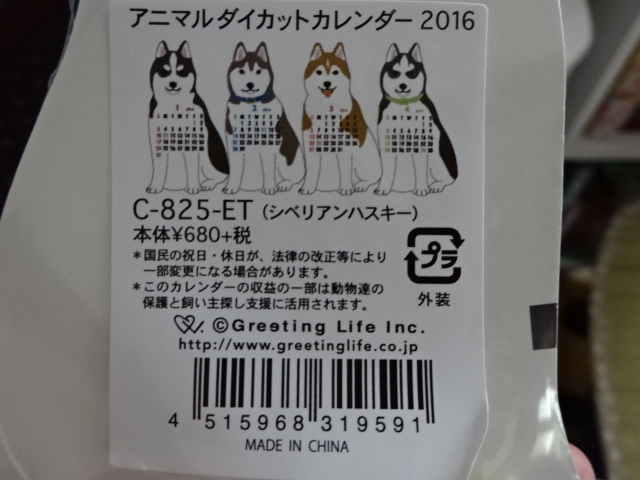 アニマルダイカットカレンダー 2016
1
2
3
4
C-825-ET（シベリアンハスキー）
本体¥680+税
＊国民の祝日・休日が、法律の改正等により
一部変更になる場合があります。
＊このカレンダーの収益の一部は動物達の
保護と飼い主探し支援に活用されます。
プラ
外装
©Greeting Life Inc.
http://www.greetinglife.co.jp
4 515968 319591
MADE IN CHINA